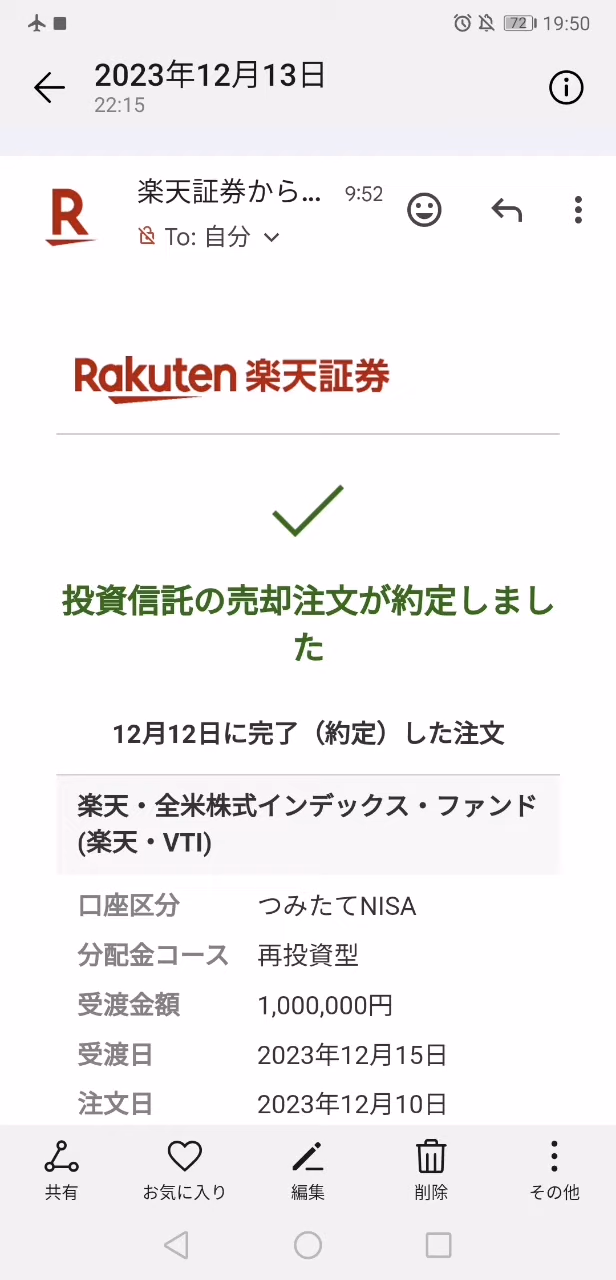 72 19:50
2023年12月13日
22:15
楽天証券から... 9:52
To: 自分
R
Rakuten 楽天証券
投資信託の売却注文が約定しまし
た
12月12日に完了（約定）した注文
楽天・全米株式インデックス・ファンド
(楽天・VTI)
口座区分 つみたてNISA
分配金コース 再投資型
受渡金額 1,000,000円
受渡日 2023年12月15日
注文日 2023年12月10日
共有 お気に入り 編集 削除 その他